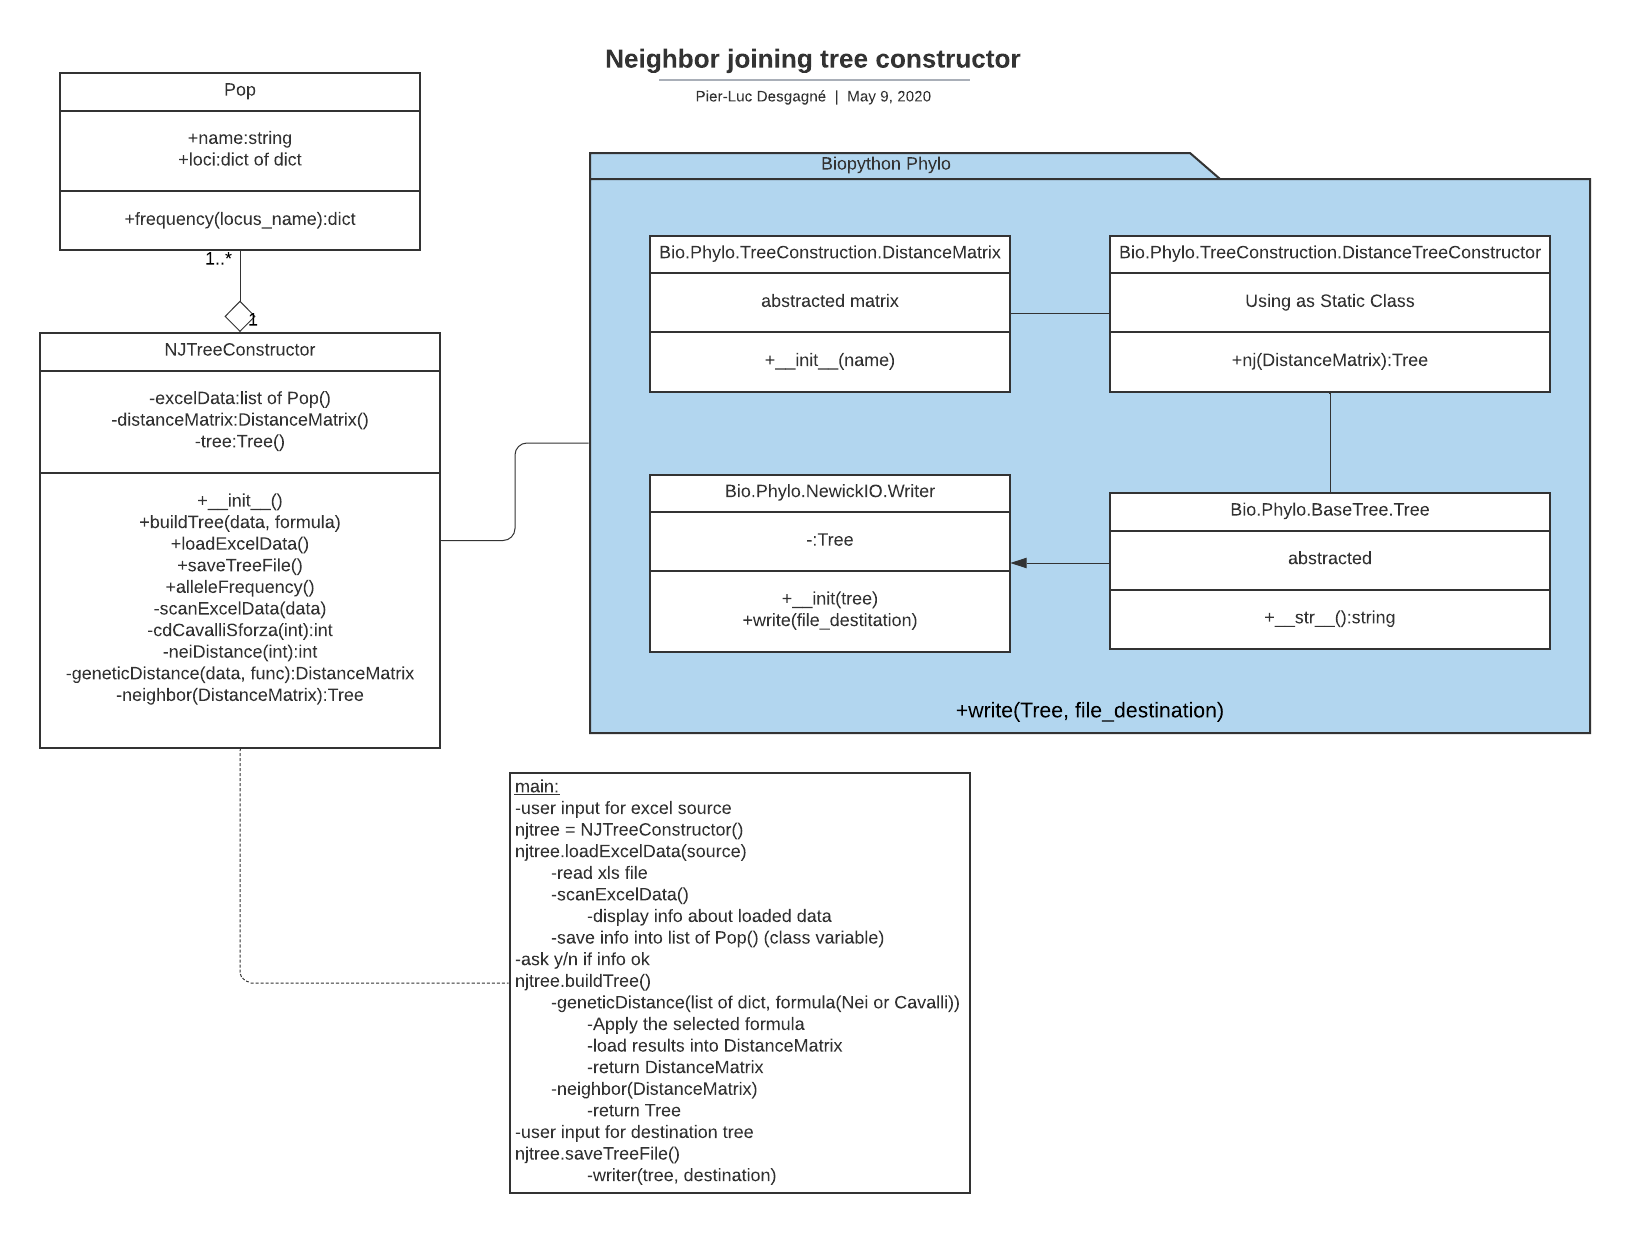 Neighbor joining tree constructor
Pier-Luc Desgagné | May 9, 2020
Pop
+name:string
+loci:dict of dict
+frequency(locus_name):dict
1..*
1
NJTreeConstructor
-excelData:list of Pop()
-distanceMatrix:DistanceMatrix()
-tree:Tree()
+__init__()
+buildTree(data, formula)
+loadExcelData()
+saveTreeFile()
+alleleFrequency()
-scanExcelData(data)
-cdCavalliSforza(int):int
-neiDistance(int):int
-geneticDistance(data, func):DistanceMatrix
-neighbor(DistanceMatrix):Tree
Biopython Phylo
Bio.Phylo.TreeConstruction.DistanceMatrix
abstracted matrix
+__init__(name)
Bio.Phylo.TreeConstruction.DistanceTreeConstructor
Using as Static Class
+nj(DistanceMatrix):Tree
Bio.Phylo.NewickIO.Writer
-:Tree
+__init(tree)
+write(file_destitation)
Bio.Phylo.BaseTree.Tree
abstracted
+__str__():string
+write(Tree, file_destination)
main:
-user input for excel source
njtree = NJTreeConstructor()
njtree.loadExcelData(source)
-read xls file
-scanExcelData()
-display info about loaded data
-save info into list of Pop() (class variable)
-ask y/n if info ok
njtree.buildTree()
-geneticDistance(list of dict, formula(Nei or Cavalli))
-Apply the selected formula
-load results into DistanceMatrix
-return DistanceMatrix
-neighbor(DistanceMatrix)
-return Tree
-user input for destination tree
njtree.saveTreeFile()
-writer(tree, destination)